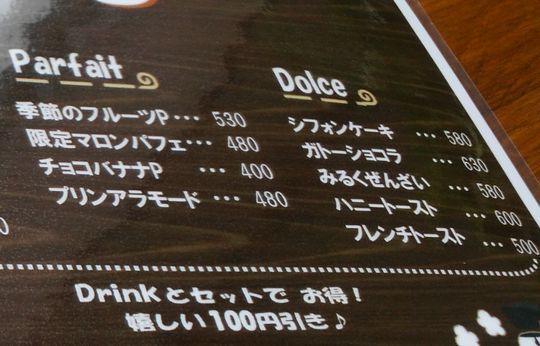 Parfait
季節のフルーツP・・・ 530
限定マロンパフェ・・・ 480
チョコバナナP ・・・ 400
プリンアラモード ・・・ 480
Dolce
シフォンケーキ ・・・ 580
ガトーショコラ ・・・ 630
みるくぜんざい ・・・ 580
ハニートースト ・・・ 600
フレンチトースト ・・・ 500
Drinkとセットで お得!
嬉しい100円引き♪